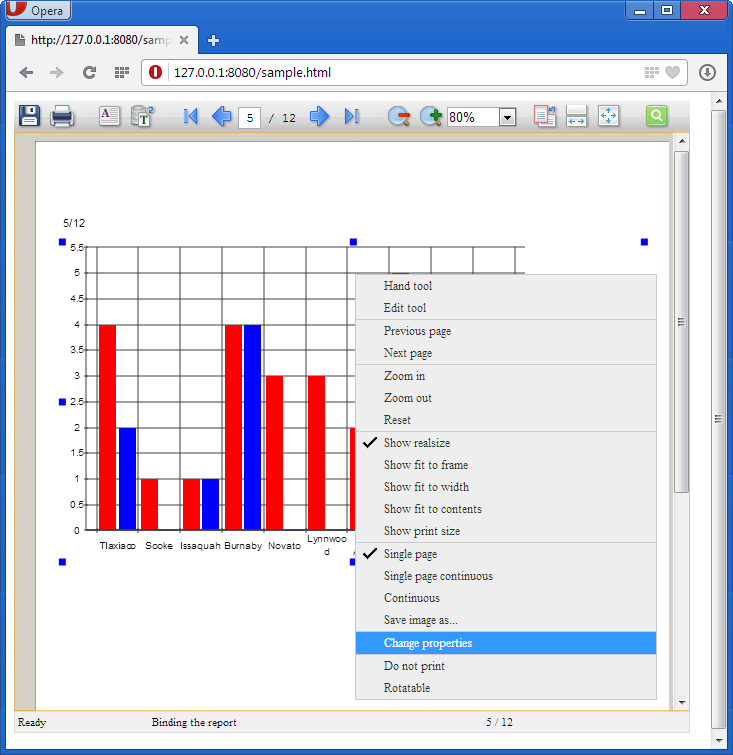 Opera
http://127.0.0.1:8080/samp
127.0.0.1:8080/sample.html
5 / 12
80%
5/12
5.5
5
4.5
4
3.5
3
2.5
2
1.5
1
0.5
0
Tlaxiaco Sooke Issaquah Burnaby Novato Lynnwoo
d
Hand tool
Edit tool
Previous page
Next page
Zoom in
Zoom out
Reset
Show realsize
Show fit to frame
Show fit to width
Show fit to contents
Show print size
Single page
Single page continuous
Continuous
Save image as...
Change properties
Do not print
Rotatable
Ready Binding the report 5 / 12